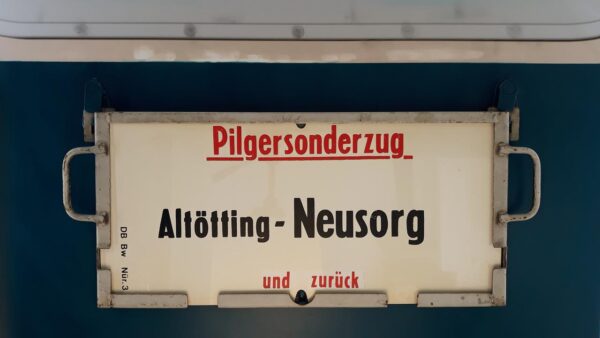 Pilgersonderzug
Altötting - Neusorg
und zurück
DB Bw Nür. 3